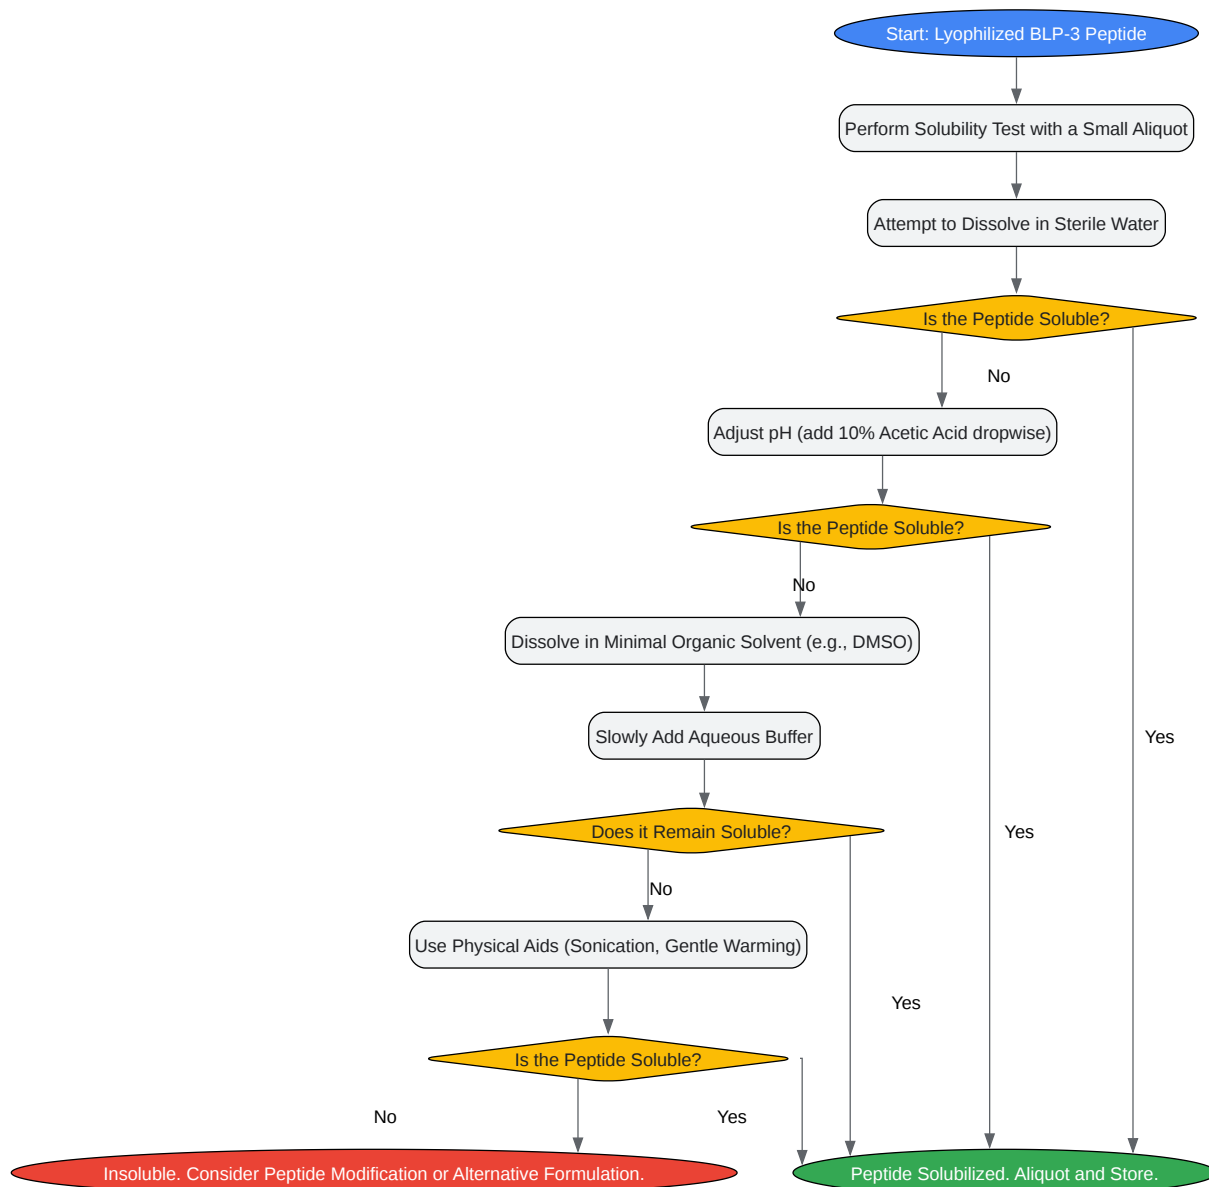 Start: Lyophilized BLP-3 Peptide
Perform Solubility Test with a Small Aliquot
Attempt to Dissolve in Sterile Water
Is the Peptide Soluble?
No
Adjust pH (add 10% Acetic Acid dropwise)
Is the Peptide Soluble?
No
Dissolve in Minimal Organic Solvent (e.g., DMSO)
Slowly Add Aqueous Buffer
Yes
Does it Remain Soluble?
Yes
No
Use Physical Aids (Sonication, Gentle Warming)
Yes
Is the Peptide Soluble?
No
Yes
Insoluble. Consider Peptide Modification or Alternative Formulation.
Peptide Solubilized. Aliquot and Store.